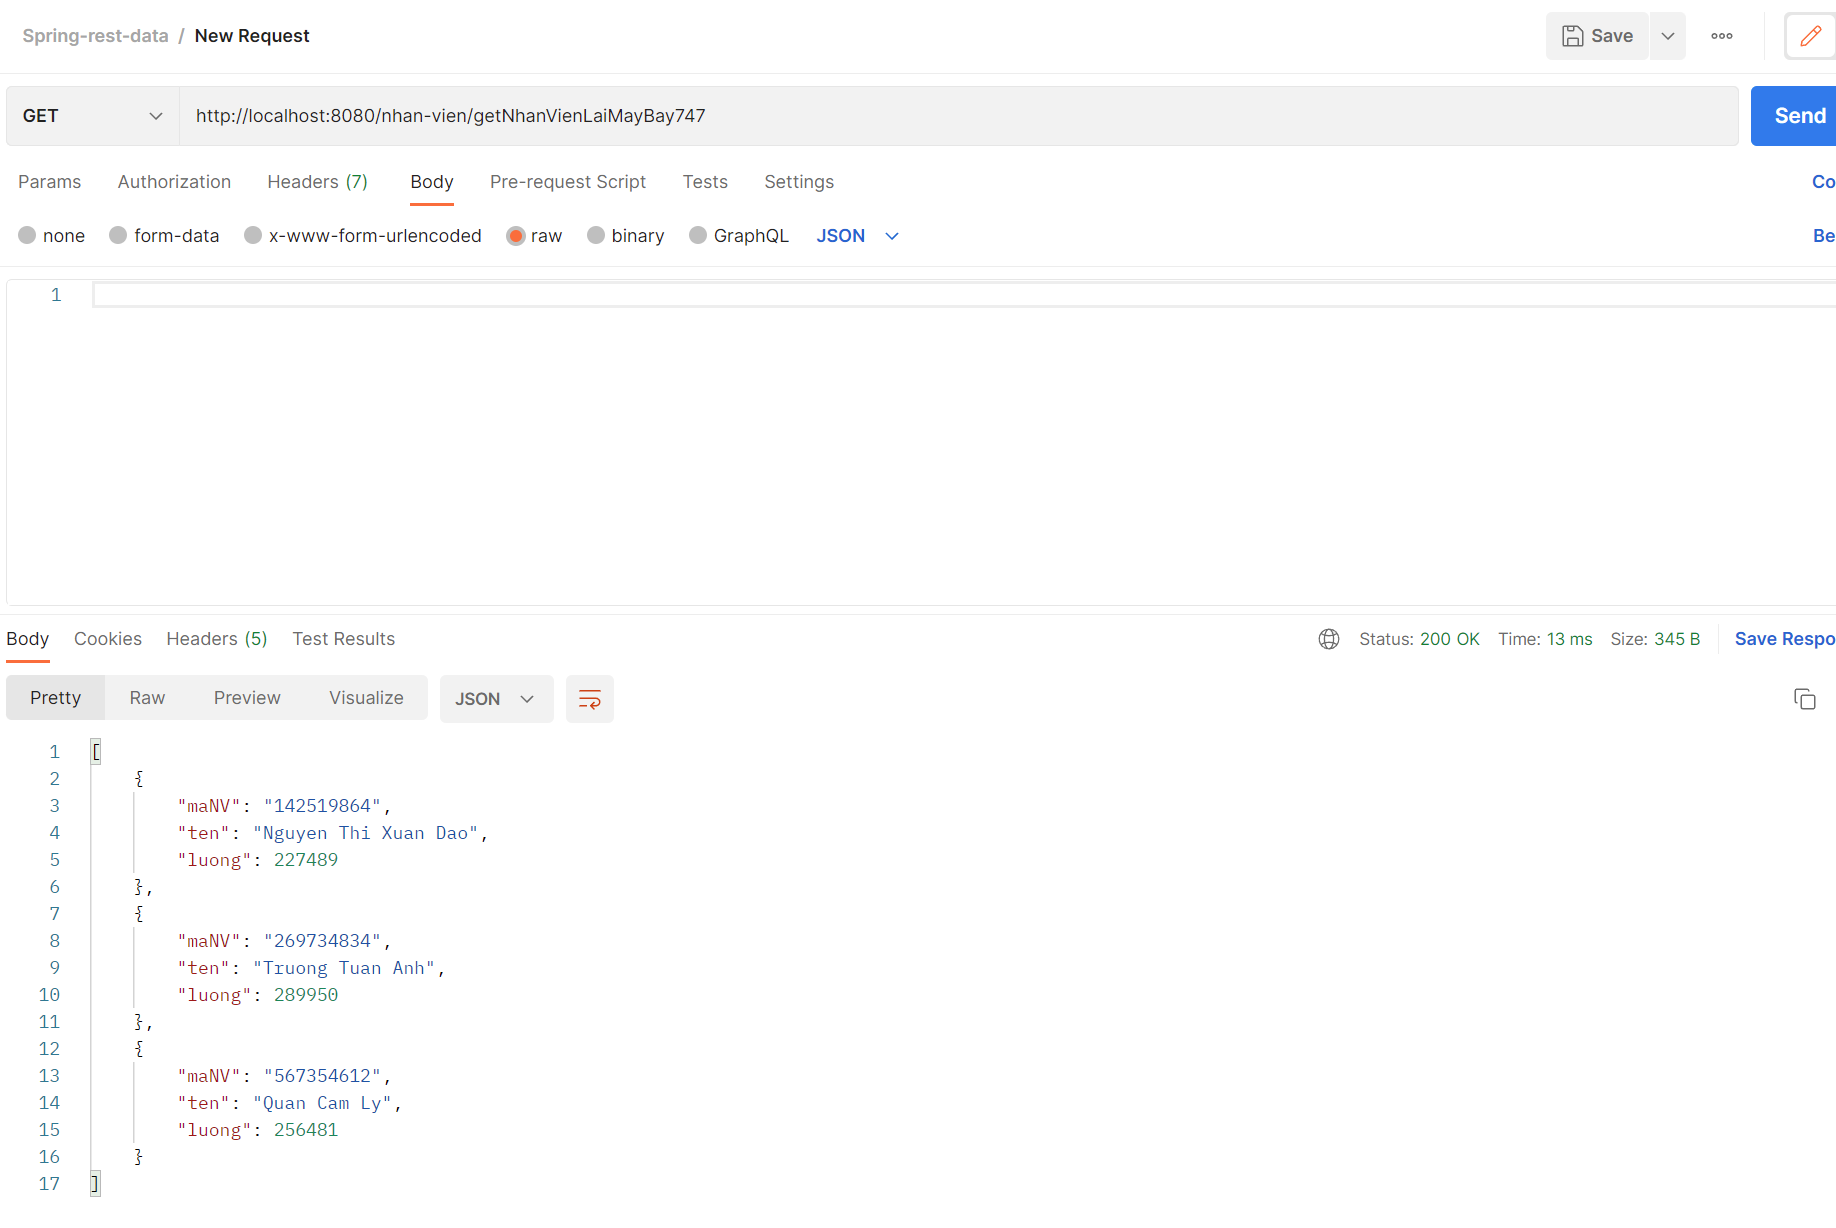 Spring-rest-data / New Request
Save
GET
http://localhost:8080/nhan-vien/getNhanVienLaiMayBay747
Send
Params Authorization Headers (7) Body Pre-request Script Tests Settings Co
none form-data x-www-form-urlencoded raw binary GraphQL JSON Be
1
Body Cookies Headers (5) Test Results Status: 200 OK Time: 13 ms Size: 345 B Save Respo
Pretty Raw Preview Visualize JSON
1 [
2 {
3 "maNV": "142519864",
4 "ten": "Nguyen Thi Xuan Dao",
5 "luong": 227489
6 },
7 {
8 "maNV": "269734834",
9 "ten": "Truong Tuan Anh",
10 "luong": 289950
11 },
12 {
13 "maNV": "567354612",
14 "ten": "Quan Cam Ly",
15 "luong": 256481
16 }
17 ]